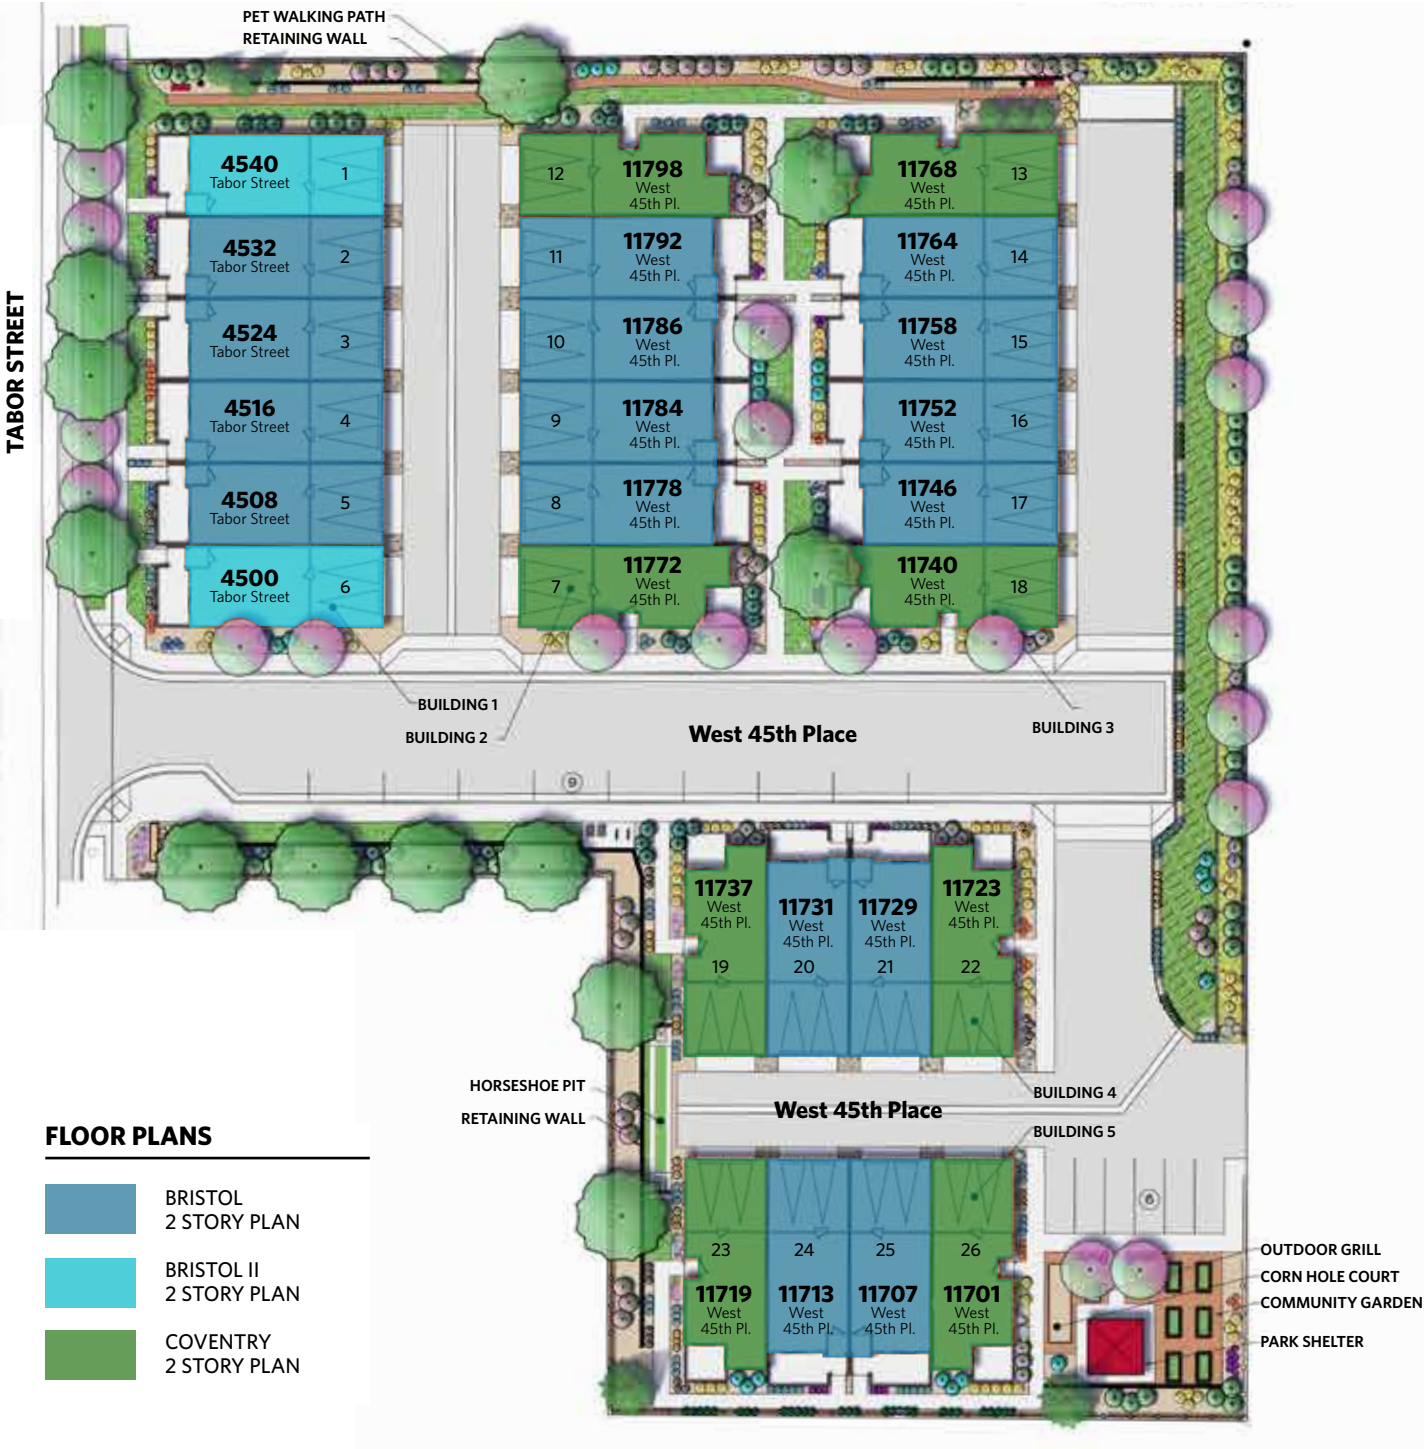 PET WALKING PATH
RETAINING WALL
TABOR STREET
4540
Tabor Street
1
4532
Tabor Street
2
4524
Tabor Street
3
4516
Tabor Street
4
4508
Tabor Street
5
4500
Tabor Street
6
12
11798
West
45th Pl.
11
11792
West
45th Pl.
10
11786
West
45th Pl.
9
11784
West
45th Pl.
8
11778
West
45th Pl.
7
11772
West
45th Pl.
11768
West
45th Pl.
13
11764
West
45th Pl.
14
11758
West
45th Pl.
15
11752
West
45th Pl.
16
11746
West
45th Pl.
17
11740
West
45th Pl.
18
BUILDING 1
BUILDING 2
West 45th Place
BUILDING 3
9
11737
West
45th Pl.
19
11731
West
45th Pl.
20
11729
West
45th Pl.
21
11723
West
45th Pl.
22
HORSESHOE PIT
RETAINING WALL
West 45th Place
BUILDING 4
BUILDING 5
23
11719
West
45th Pl.
24
11713
West
45th Pl.
25
11707
West
45th Pl.
26
11701
West
45th Pl.
6
OUTDOOR GRILL
CORN HOLE COURT
COMMUNITY GARDEN
PARK SHELTER
FLOOR PLANS
BRISTOL
2 STORY PLAN
BRISTOL II
2 STORY PLAN
COVENTRY
2 STORY PLAN